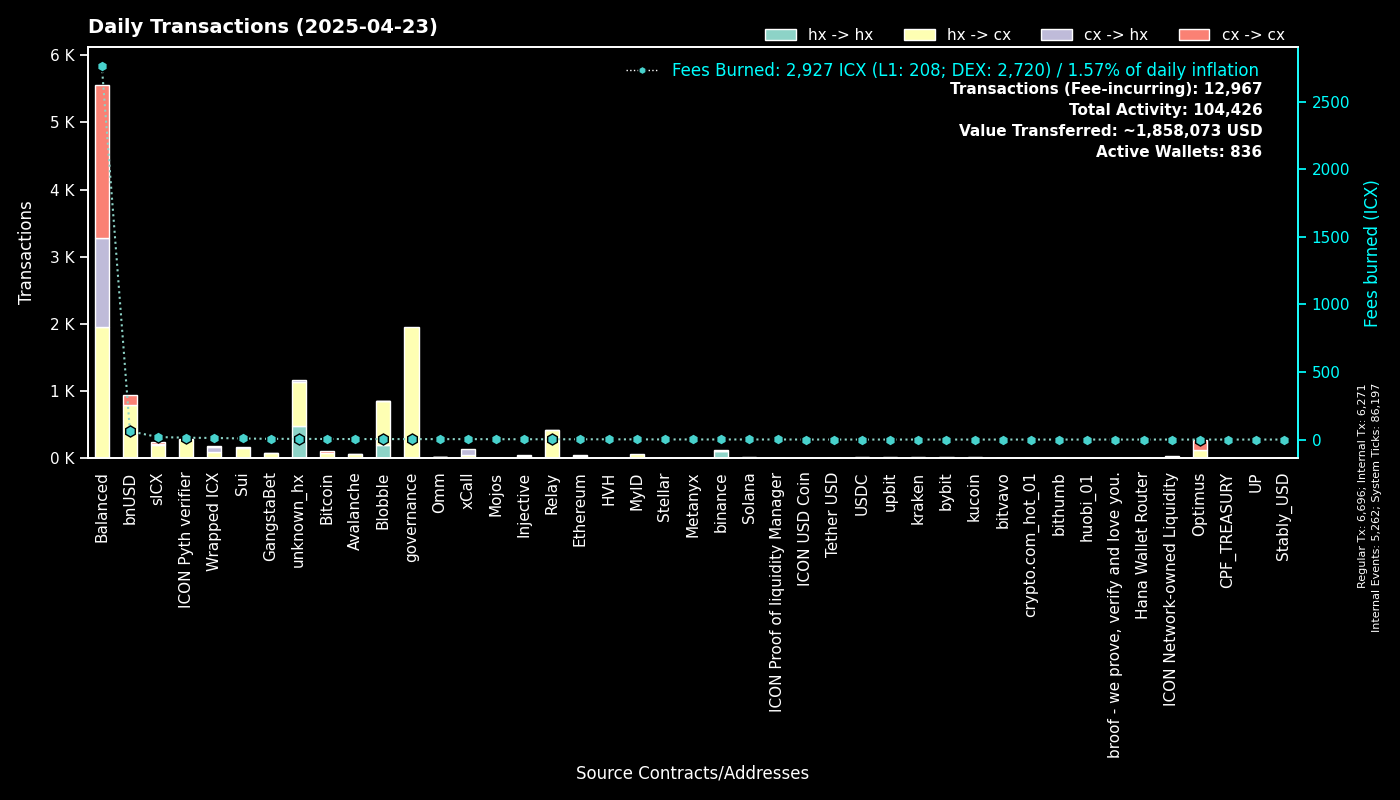 Daily Transactions (2025-04-23)
hx -> hx
hx -> cx
cx -> hx
cx -> cx
Fees Burned: 2,927 ICX (L1: 208; DEX: 2,720) / 1.57% of daily inflation
Transactions (Fee-incurring): 12,967
Total Activity: 104,426
Value Transferred: ~1,858,073 USD
Active Wallets: 836
6 K
5 K
4 K
3 K
2 K
1 K
0 K
Transactions
2500
2000
1500
1000
500
0
Fees burned (ICX)
Regular Tx: 6,696; Internal Tx: 6,271
Internal Events: 5,262; System Ticks: 86,197
Balanced
bnUSD
sICX
ICON Pyth verifier
Wrapped ICX
Sui
GangstaBet
unknown_hx
Bitcoin
Avalanche
Blobble
governance
Omm
xCall
Mojos
Injective
Relay
Ethereum
HVH
MyID
Stellar
Metanyx
binance
Solana
ICON Proof of liquidity Manager
ICON USD Coin
Tether USD
USDC
upbit
kraken
bybit
kucoin
bitvavo
crypto.com_hot_01
bithumb
huobi_01
broof - we prove, verify and love you.
Hana Wallet Router
ICON Network-owned Liquidity
Optimus
CPF_TREASURY
UP
Stably_USD
Source Contracts/Addresses